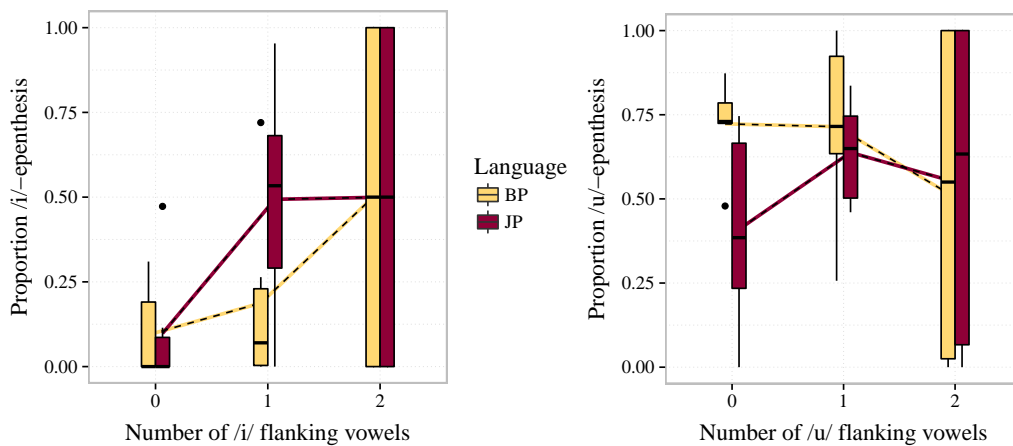 Proportion /i/−epenthesis
1.00
0.75
0.50
0.25
0.00
0
1
2
Number of /i/ flanking vowels
Language
BP
JP
Proportion /u/−epenthesis
1.00
0.75
0.50
0.25
0.00
0
1
2
Number of /u/ flanking vowels